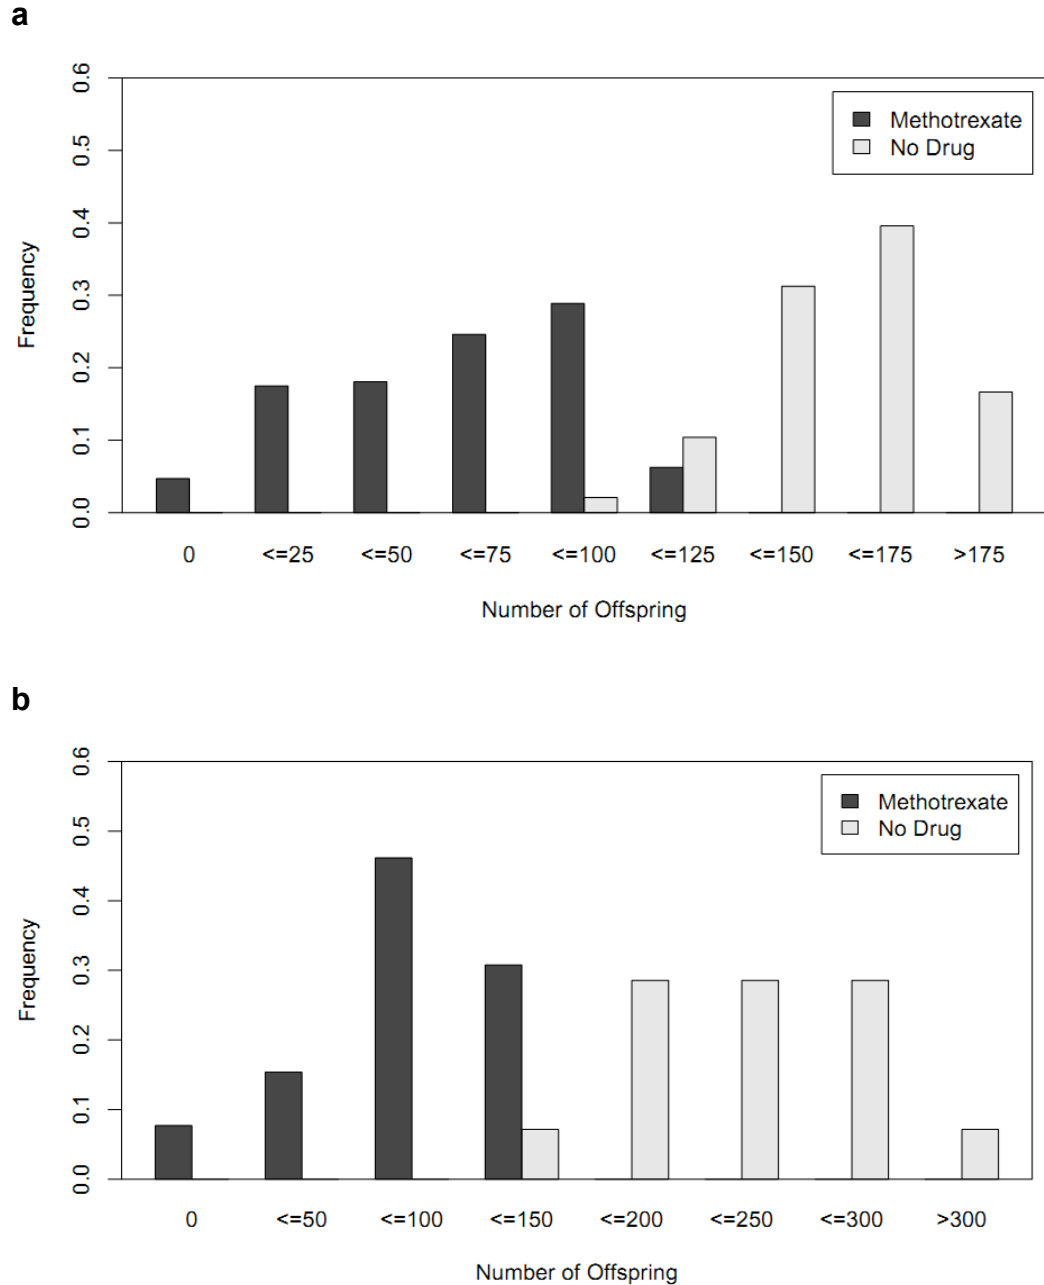 a
0.6
0.5
0.4
0.3
0.2
0.1
0.0
Frequency
Methotrexate
No Drug
0 <=25 <=50 <=75 <=100 <=125 <=150 <=175 >175
Number of Offspring
b
0.6
0.5
0.4
0.3
0.2
0.1
0.0
Frequency
Methotrexate
No Drug
0 <=50 <=100 <=150 <=200 <=250 <=300 >300
Number of Offspring